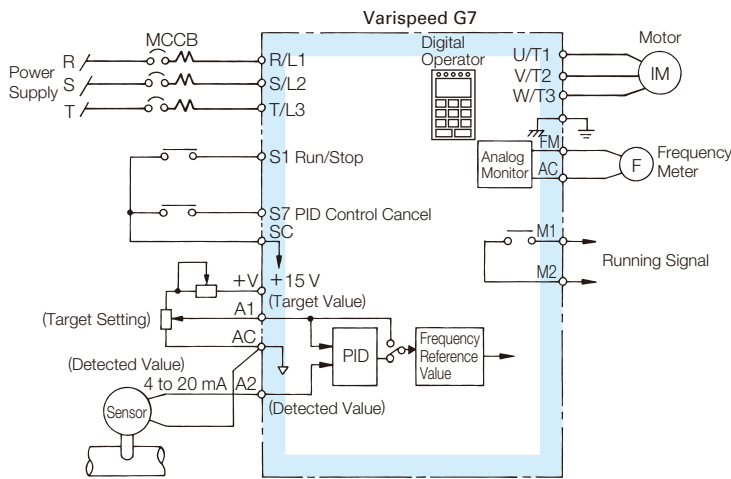 Varispeed G7
Power
Supply
R
S
T
MCCB
R/L1
S/L2
T/L3
Digital
Operator
U/T1
V/T2
W/T3
Motor
IM
S1 Run/Stop
S7 PID Control Cancel
SC
Analog
Monitor
FM
AC
F
Frequency
Meter
M1
M2
Running Signal
+V
+15 V
(Target Value)
(Target Setting)
A1
AC
PID
Frequency
Reference
Value
(Detected Value)
4 to 20 mA
A2
(Detected Value)
Sensor